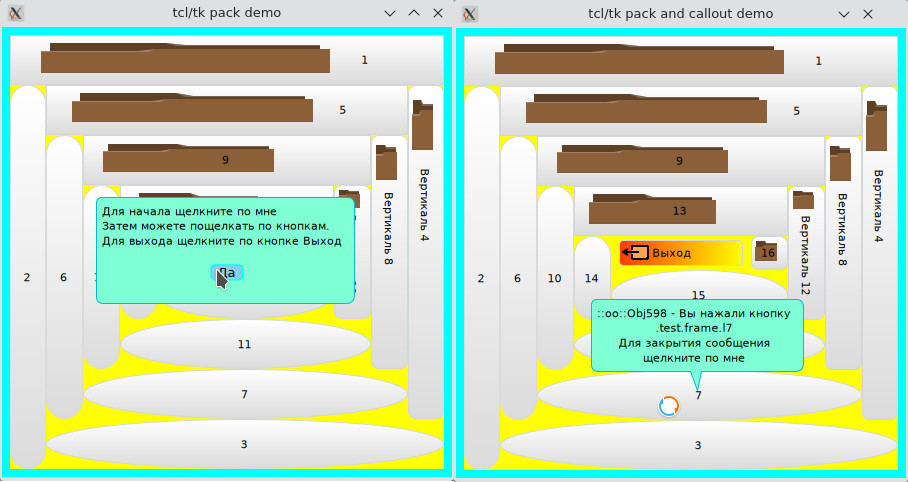 tcl/tk pack demo
1
5
9
2
6
Для начала щелкните по мне
Затем можете пощелкать по кнопкам.
Для выхода щелкните по кнопке Выход
Да
Вертикаль 8
Вертикаль 4
11
7
3
tcl/tk pack and callout demo
1
5
9
13
Выход
16
2
6
10
14
15
Вертикаль 12
Вертикаль 8
Вертикаль 4
::oo::Obj598 - Вы нажали кнопку
.test.frame.l7
Для закрытия сообщения
щелкните по мне
7
3